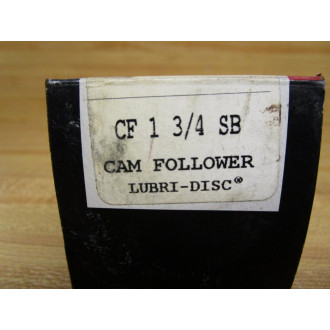 CF 1 3/4 SB
CAM FOLLOWER
LUBRI-DISC®